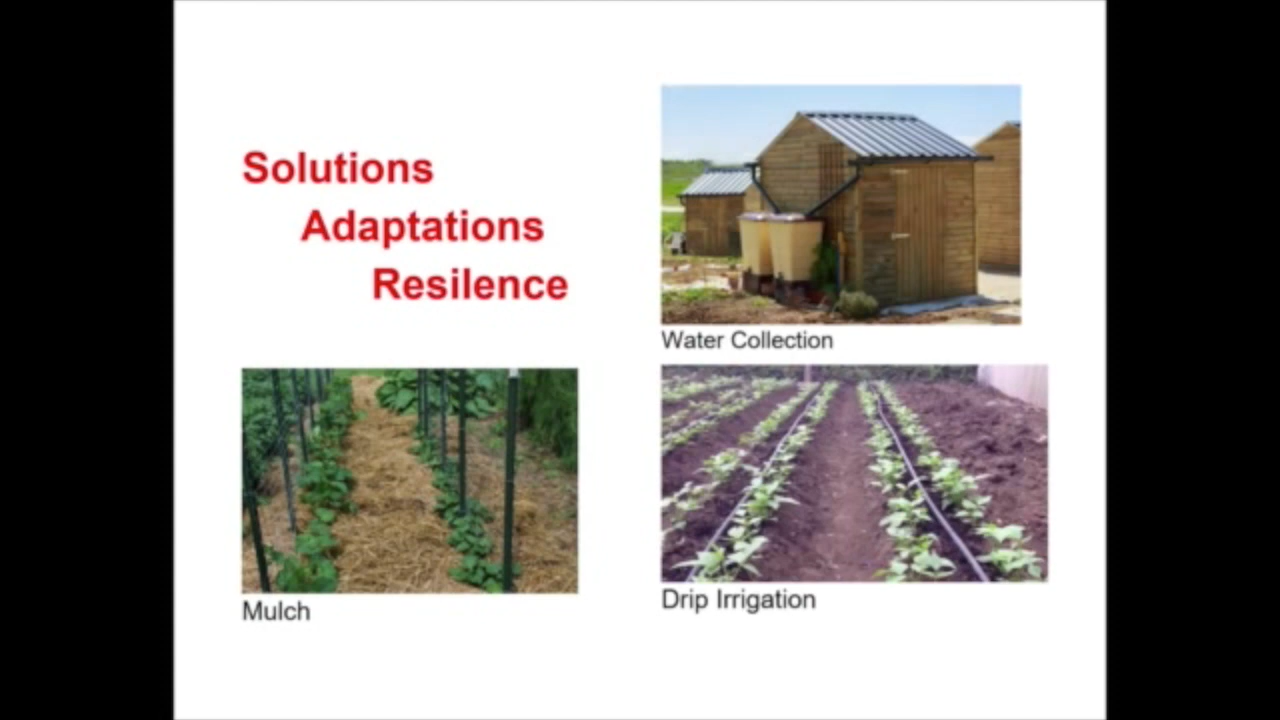 Solutions
Adaptations
Resilence
Water Collection
Mulch
Drip Irrigation